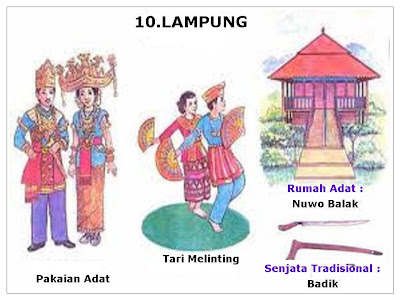 10.LAMPUNG
Pakaian Adat
Tari Melinting
Rumah Adat :
Nuwo Balak
Senjata Tradisional :
Badik